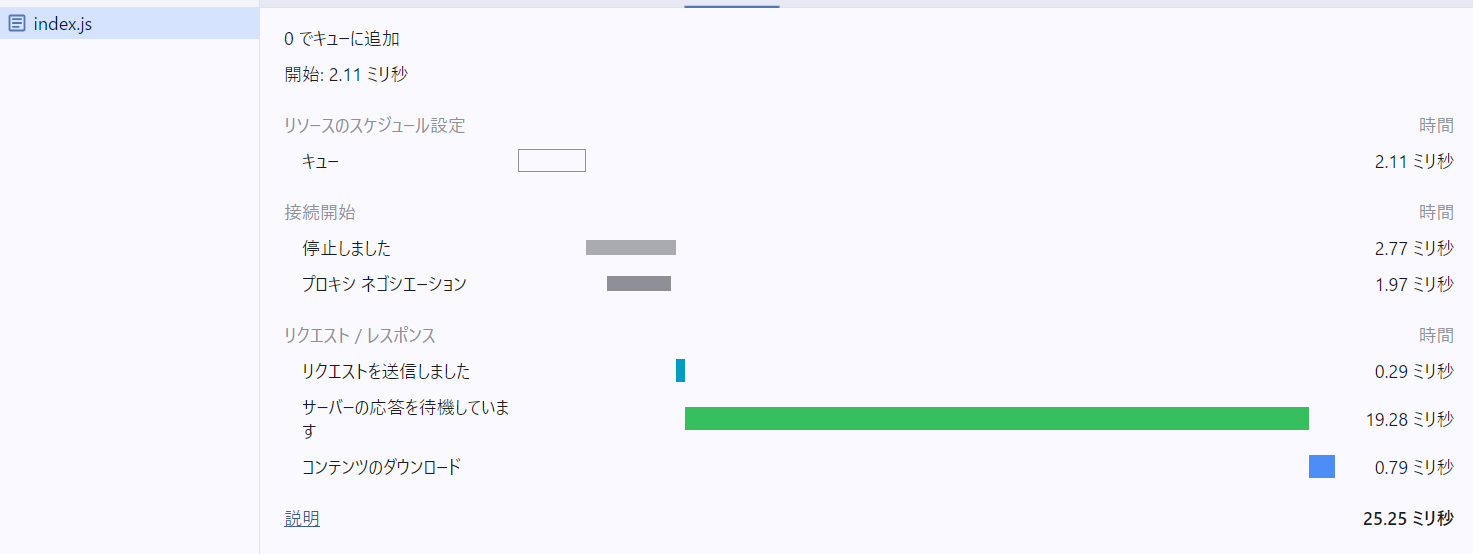 index.js
0 でキューに追加
開始: 2.11 ミリ秒
リソースのスケジュール設定 時間
キュー 2.11 ミリ秒
接続開始 時間
停止しました 2.77 ミリ秒
プロキシ ネゴシエーション 1.97 ミリ秒
リクエスト / レスポンス 時間
リクエストを送信しました 0.29 ミリ秒
サーバーの応答を待機していま
す 19.28 ミリ秒
コンテンツのダウンロード 0.79 ミリ秒
説明 25.25 ミリ秒